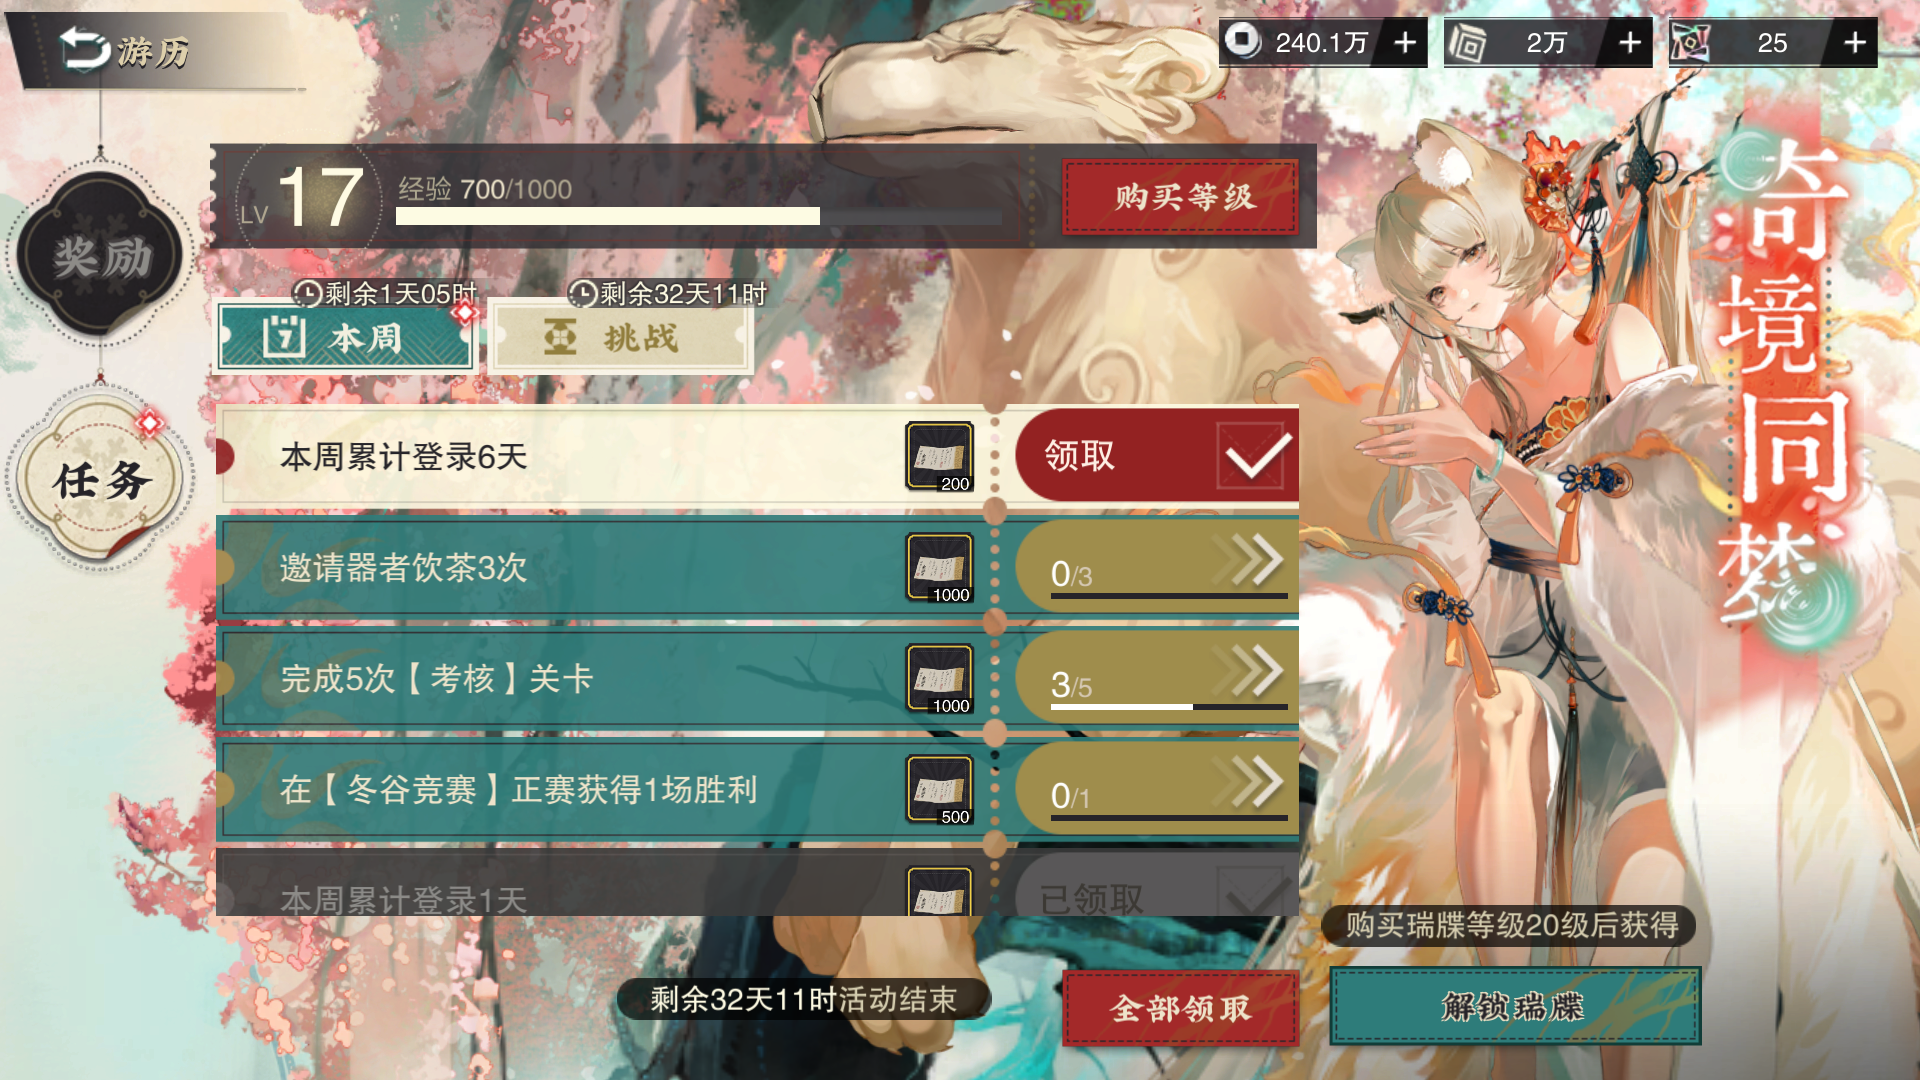 游历
240.1万
2万
25
奖励
任务
LV 17
经验 700/1000
购买等级
剩余1天05时
剩余32天11时
7 本周
挑战
本周累计登录6天
200
领取
邀请器者饮茶3次
1000
0/3
完成5次【考核】关卡
1000
3/5
在【冬谷竞赛】正赛获得1场胜利
500
0/1
本周累计登录1天
已领取
剩余32天11时活动结束
全部领取
奇境同梦
购买瑞牒等级20级后获得
解锁瑞牒